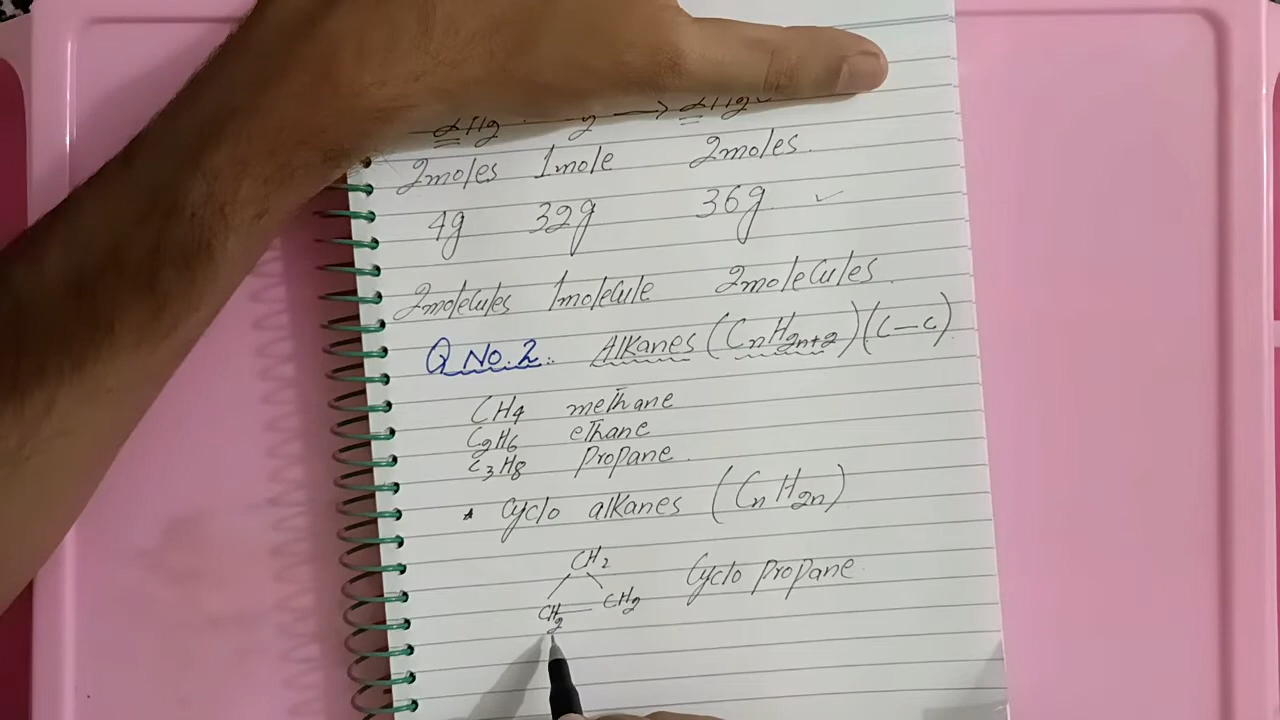 2moles 1mole 2moles.
4g 32g 36g ✓
2molecules 1molecule 2molecules.
Q No.2.. Alkanes (CnH2n+2) (C–C)
CH4 methane
C2H6 ethane
C3H8 propane.
* Cyclo alkanes (CnH2n)
CH2
CH2 — CH2 Cyclo propane